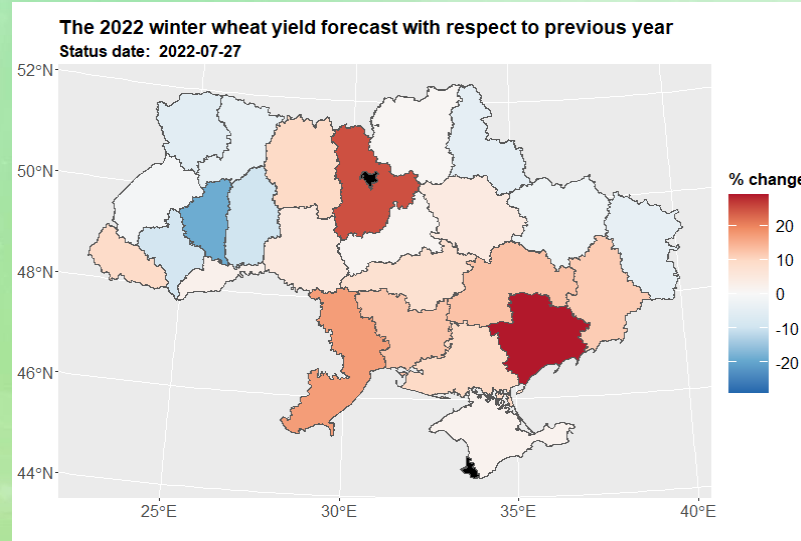 The 2022 winter wheat yield forecast with respect to previous year
Status date: 2022-07-27
52°N
50°N
48°N
46°N
44°N
25°E
30°E
35°E
40°E
% change
20
10
0
-10
-20